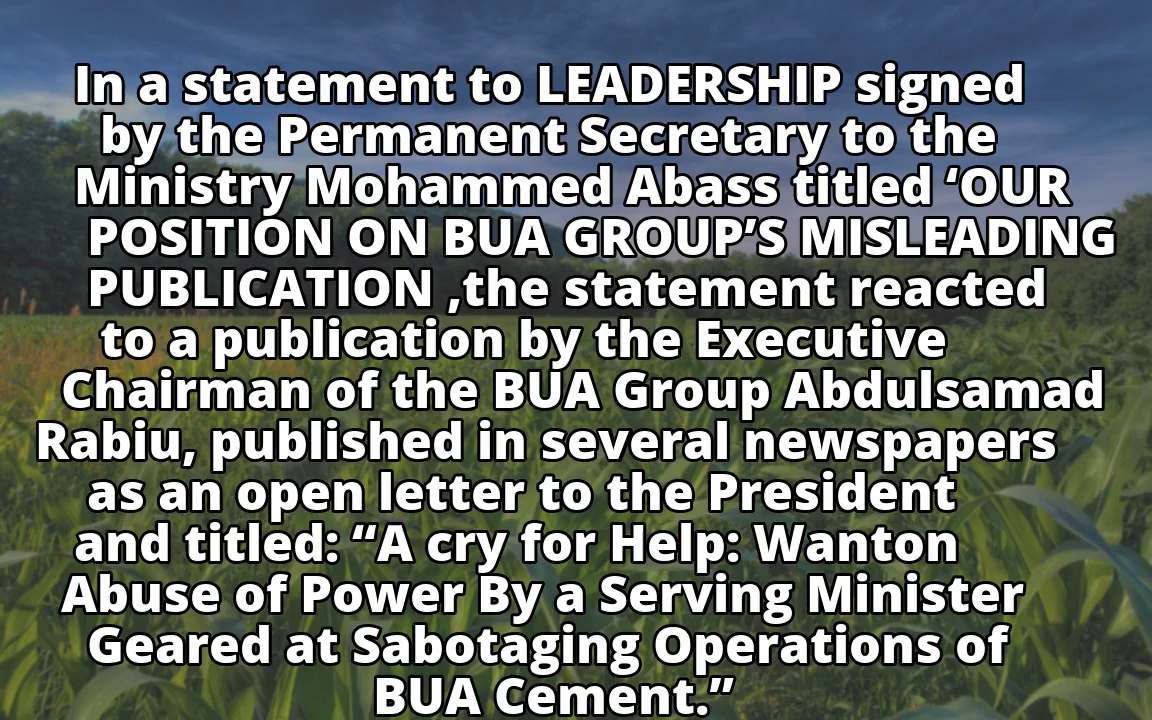 In a statement to LEADERSHIP signed
by the Permanent Secretary to the
Ministry Mohammed Abass titled ‘OUR
POSITION ON BUA GROUP’S MISLEADING
PUBLICATION ,the statement reacted
to a publication by the Executive
Chairman of the BUA Group Abdulsamad
Rabiu, published in several newspapers
as an open letter to the President
and titled: “A cry for Help: Wanton
Abuse of Power By a Serving Minister
Geared at Sabotaging Operations of
BUA Cement.”